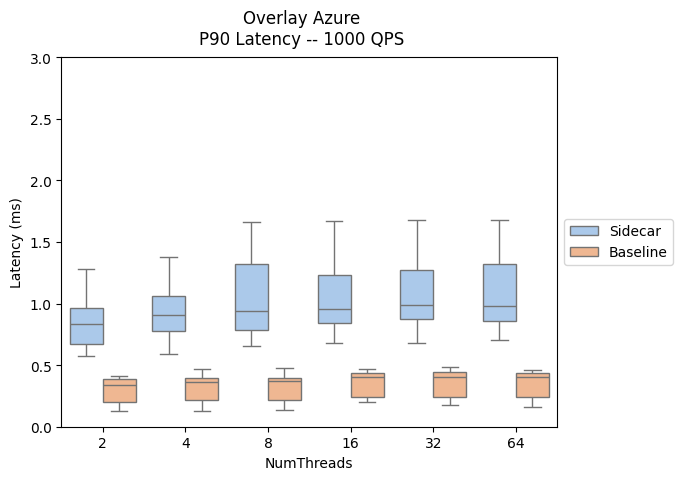 Overlay Azure
P90 Latency -- 1000 QPS
3.0
2.5
2.0
1.5
1.0
0.5
0.0
Latency (ms)
2 4 8 16 32 64
NumThreads
Sidecar
Baseline